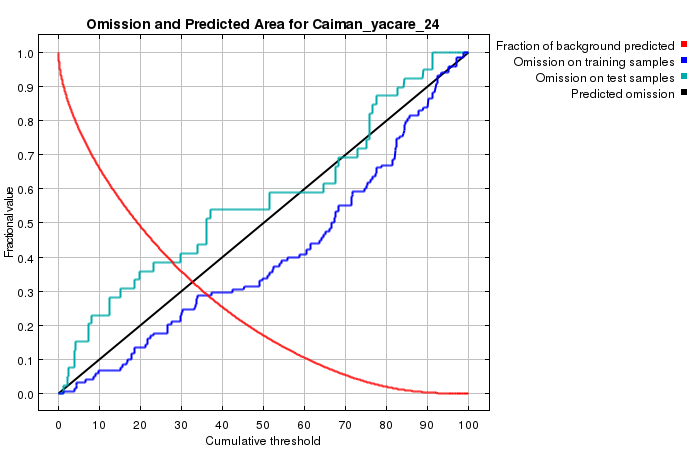 Omission and Predicted Area for Caiman_yacare_24
Fraction of background predicted
Omission on training samples
Omission on test samples
Predicted omission
Fractional value
1.0
0.9
0.8
0.7
0.6
0.5
0.4
0.3
0.2
0.1
0.0
0 10 20 30 40 50 60 70 80 90 100
Cumulative threshold